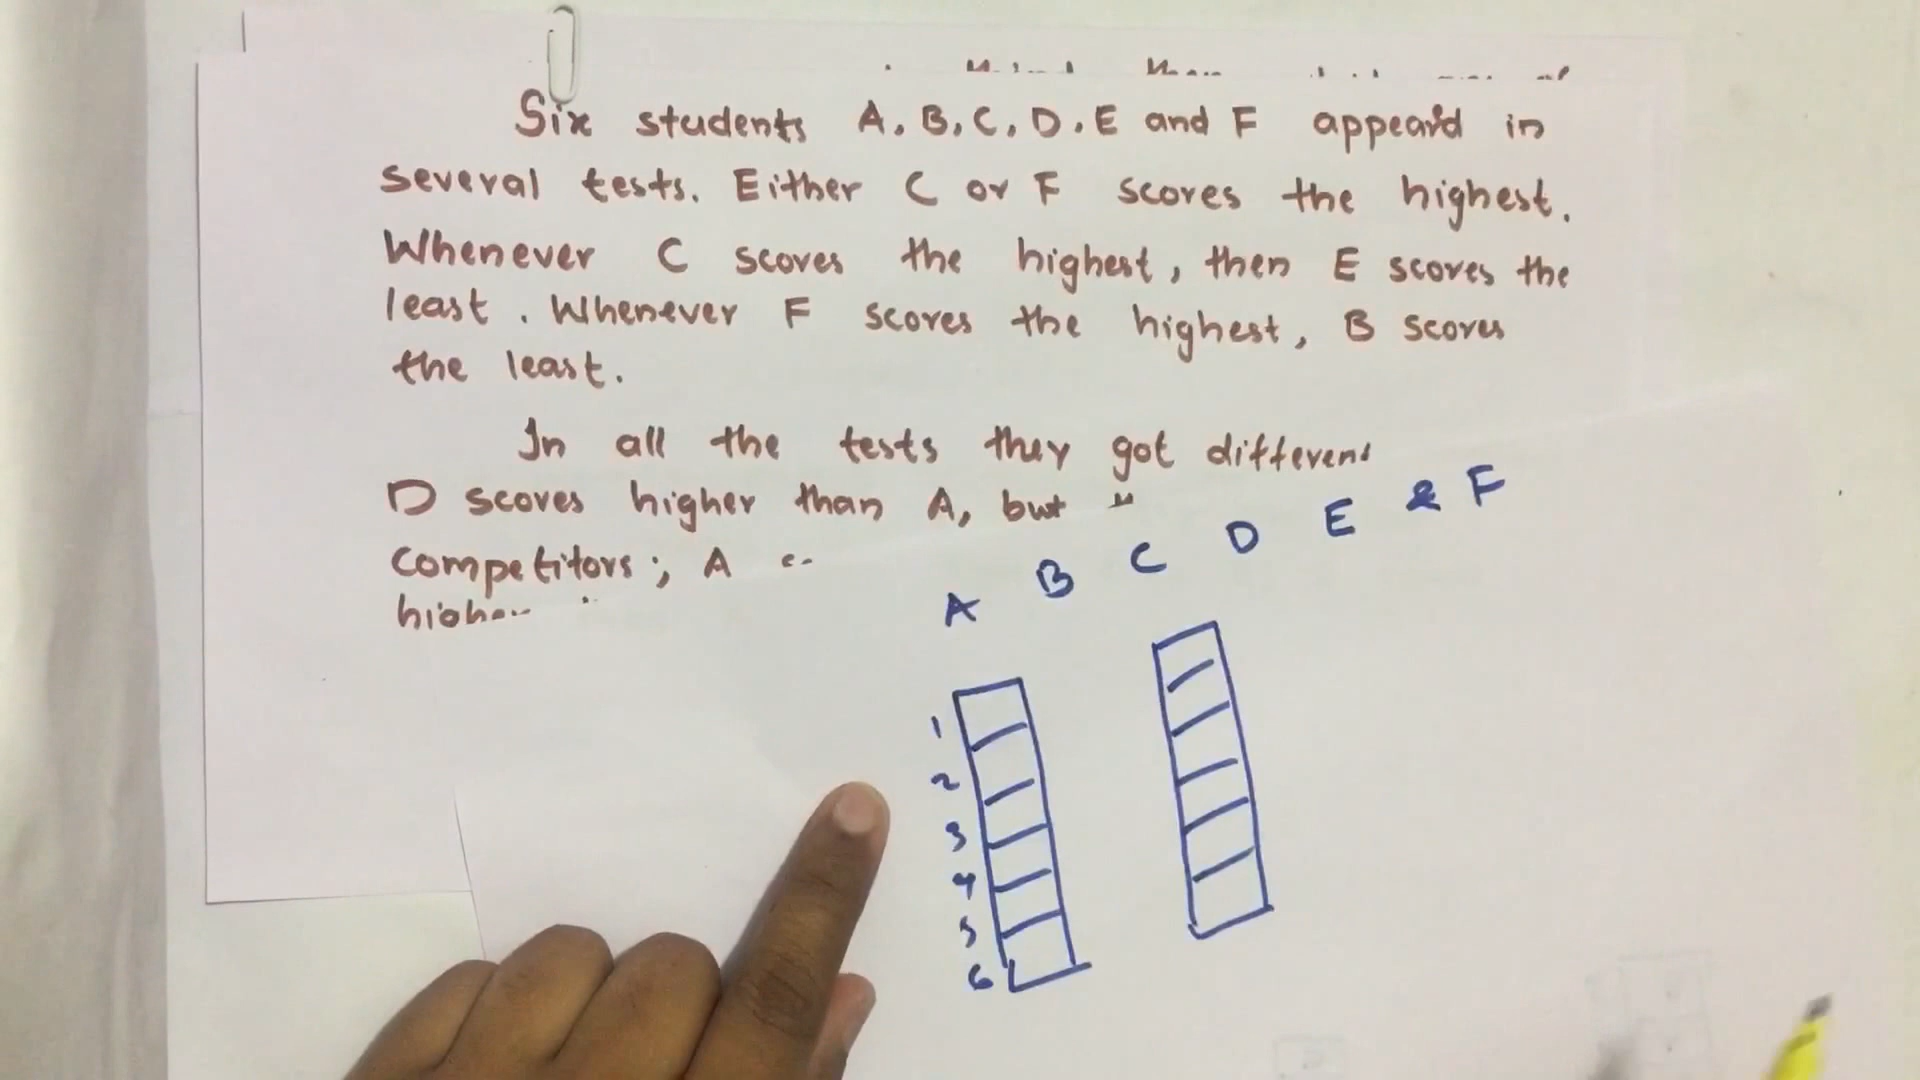 Six students A, B, C, D, E and F appear'd in
several tests. Either C or F scores the highest.
Whenever C scores the highest, then E scores the
least. Whenever F scores the highest, B scores
the least.
In all the tests they got different
D scores higher than A, but
competitors; A
A B C D E & F
1
2
3
4
5
6